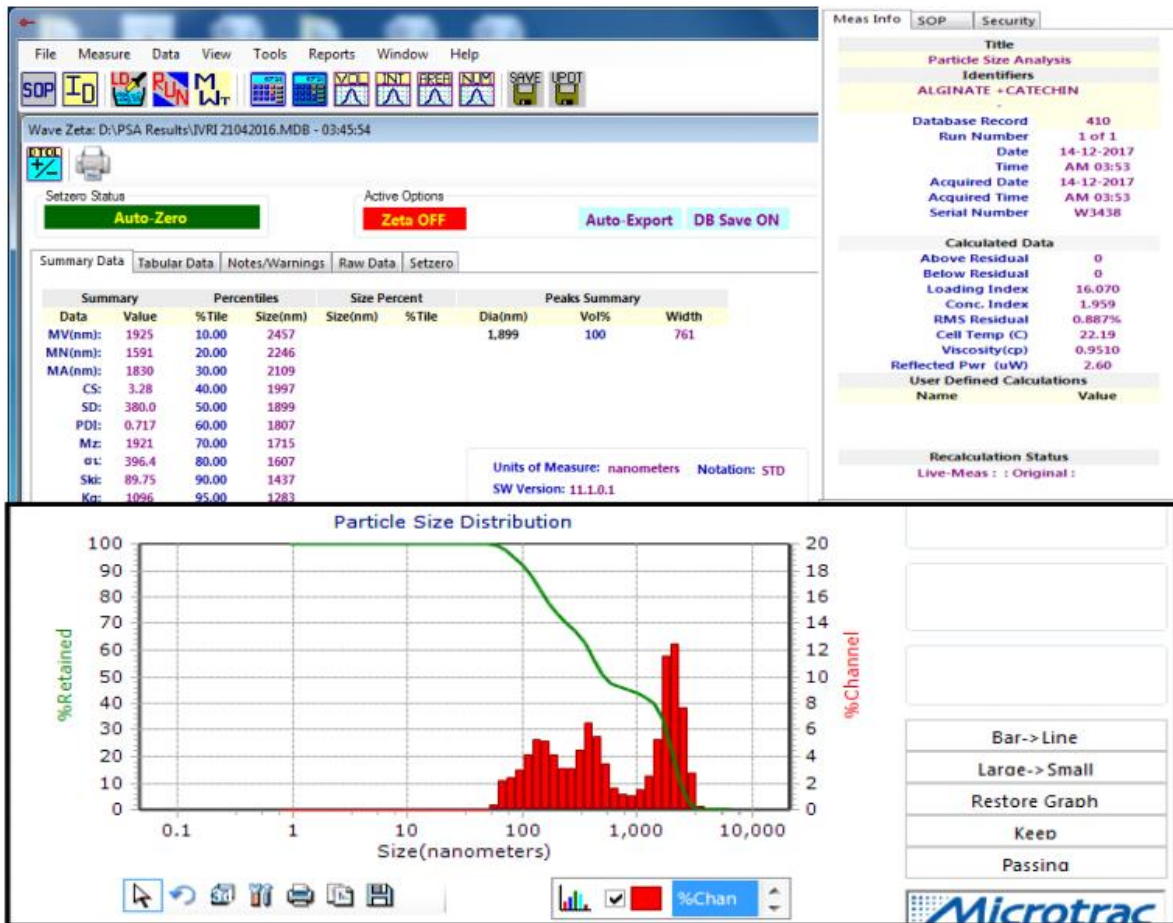 File Measure Data View Tools Reports Window Help
SOP ID LD RUN MWT VOL INT AREA NUM SAVE UPDT
Wave Zeta: D:\PSA Results\IVRI 21042016.MDB - 03:45:54
DTOL +/-
Setzero Status Active Options
Auto-Zero Zeta OFF Auto-Export DB Save ON
Summary Data Tabular Data Notes/Warnings Raw Data Setzero
Summary Percentiles Size Percent Peaks Summary
Data Value %Tile Size(nm) Size(nm) %Tile Dia(nm) Vol% Width
MV(nm): 1925 10.00 2457 1,899 100 761
MN(nm): 1591 20.00 2246
MA(nm): 1830 30.00 2109
CS: 3.28 40.00 1997
SD: 380.0 50.00 1899
PDI: 0.717 60.00 1807
Mz: 1921 70.00 1715
σι: 396.4 80.00 1607
Ski: 89.75 90.00 1437
Kg: 1096 95.00 1283
Units of Measure: nanometers Notation: STD
SW Version: 11.1.0.1
Meas Info SOP Security
Title
Particle Size Analysis
Identifiers
ALGINATE +CATECHIN
-
Database Record 410
Run Number 1 of 1
Date 14-12-2017
Time AM 03:53
Acquired Date 14-12-2017
Acquired Time AM 03:53
Serial Number W3438
Calculated Data
Above Residual 0
Below Residual 0
Loading Index 16.070
Conc. Index 1.959
RMS Residual 0.887%
Cell Temp (C) 22.19
Viscosity(cp) 0.9510
Reflected Pwr (uW) 2.60
User Defined Calculations
Name Value
Recalculation Status
Live-Meas : : Original :
Particle Size Distribution
%Retained
100
90
80
70
60
50
40
30
20
10
0
20
18
16
14
12
10
8
6
4
2
0
%Channel
0.1 1 10 100 1,000 10,000
Size(nanometers)
%Chan
Bar->Line
Large->Small
Restore Graph
Keep
Passing
Microtrac